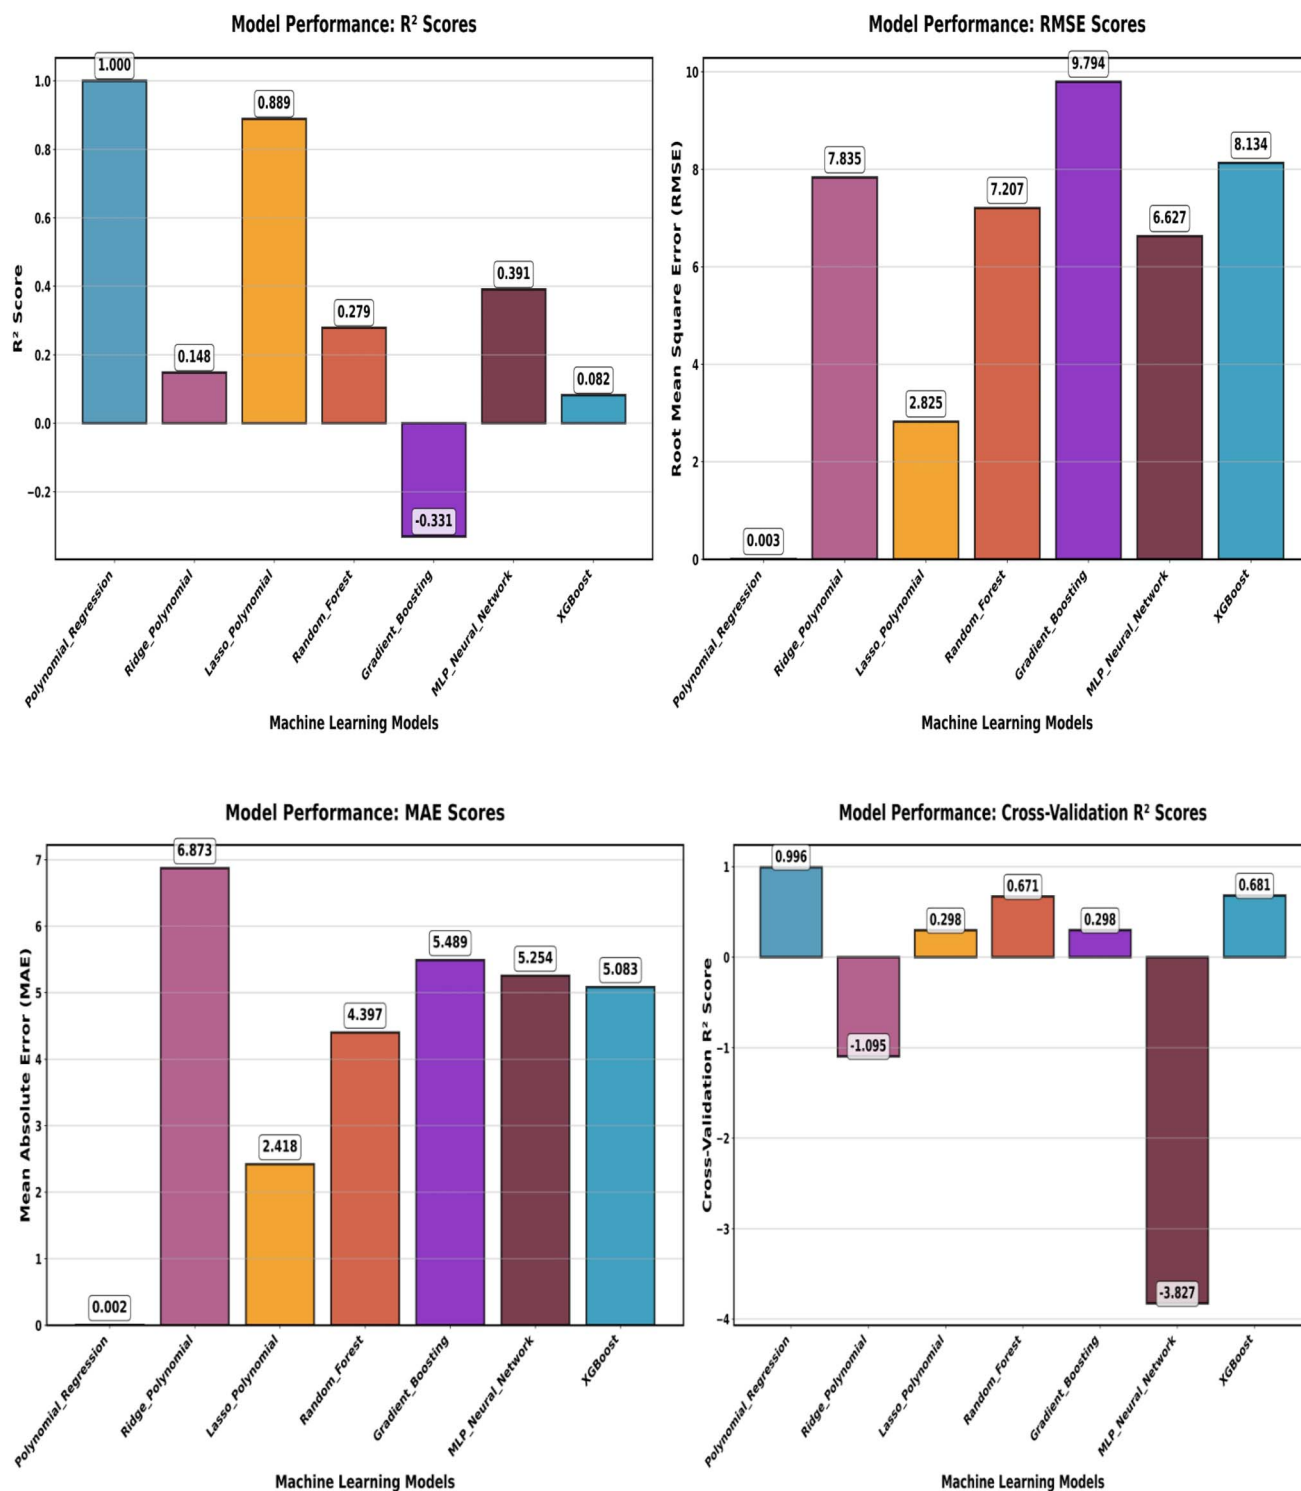 Model Performance: R² Scores
1.000
0.148
0.889
0.279
-0.331
0.391
0.082
1.0
0.8
0.6
0.4
0.2
0.0
−0.2
R² Score
Polynomial_Regression
Ridge_Polynomial
Lasso_Polynomial
Random_Forest
Gradient_Boosting
MLP_Neural_Network
XGBoost
Machine Learning Models
Model Performance: RMSE Scores
0.003
7.835
2.825
7.207
9.794
6.627
8.134
10
8
6
4
2
0
Root Mean Square Error (RMSE)
Polynomial_Regression
Ridge_Polynomial
Lasso_Polynomial
Random_Forest
Gradient_Boosting
MLP_Neural_Network
XGBoost
Machine Learning Models
Model Performance: MAE Scores
0.002
6.873
2.418
4.397
5.489
5.254
5.083
7
6
5
4
3
2
1
0
Mean Absolute Error (MAE)
Polynomial_Regression
Ridge_Polynomial
Lasso_Polynomial
Random_Forest
Gradient_Boosting
MLP_Neural_Network
XGBoost
Machine Learning Models
Model Performance: Cross-Validation R² Scores
0.996
-1.095
0.298
0.671
0.298
-3.827
0.681
1
0
−1
−2
−3
−4
Cross-Validation R² Score
Polynomial_Regression
Ridge_Polynomial
Lasso_Polynomial
Random_Forest
Gradient_Boosting
MLP_Neural_Network
XGBoost
Machine Learning Models